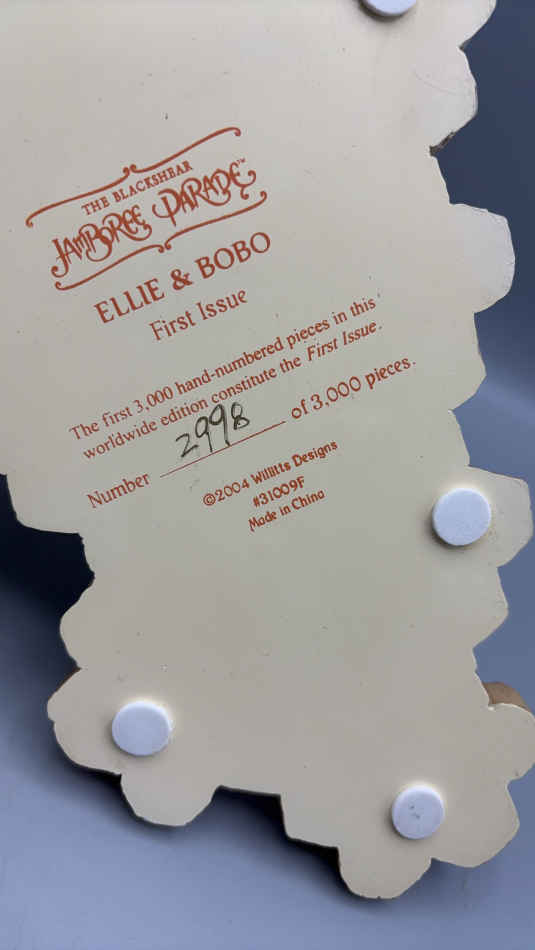 THE BLACKSHEAR
JAMBOREE PARADE™
ELLIE & BOBO
First Issue
The first 3,000 hand-numbered pieces in this
worldwide edition constitute the First Issue.
Number 2998 of 3,000 pieces.
©2004 Willitts Designs
#31009F
Made in China